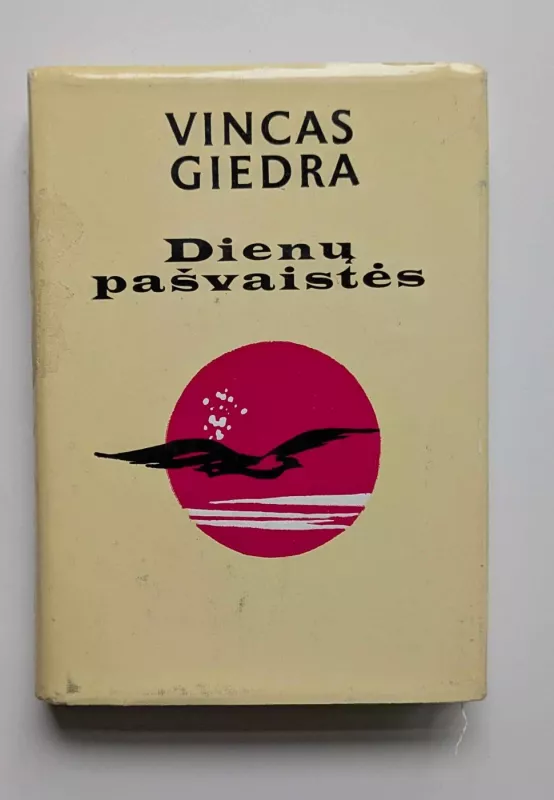 VINCAS
GIEDRA
Dienų
pašvaistės